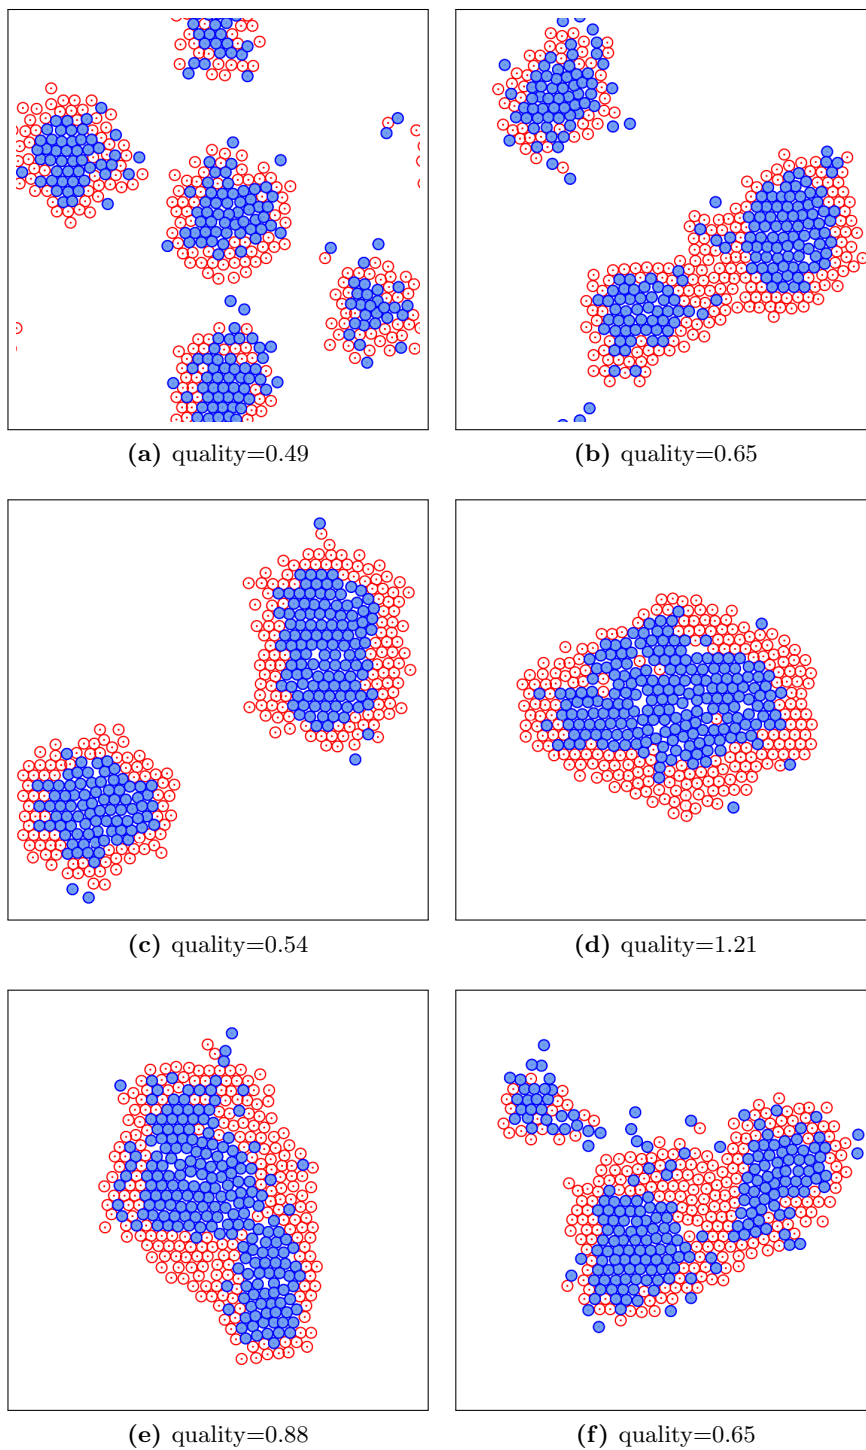 (a) quality=0.49
(b) quality=0.65
(c) quality=0.54
(d) quality=1.21
(e) quality=0.88
(f) quality=0.65